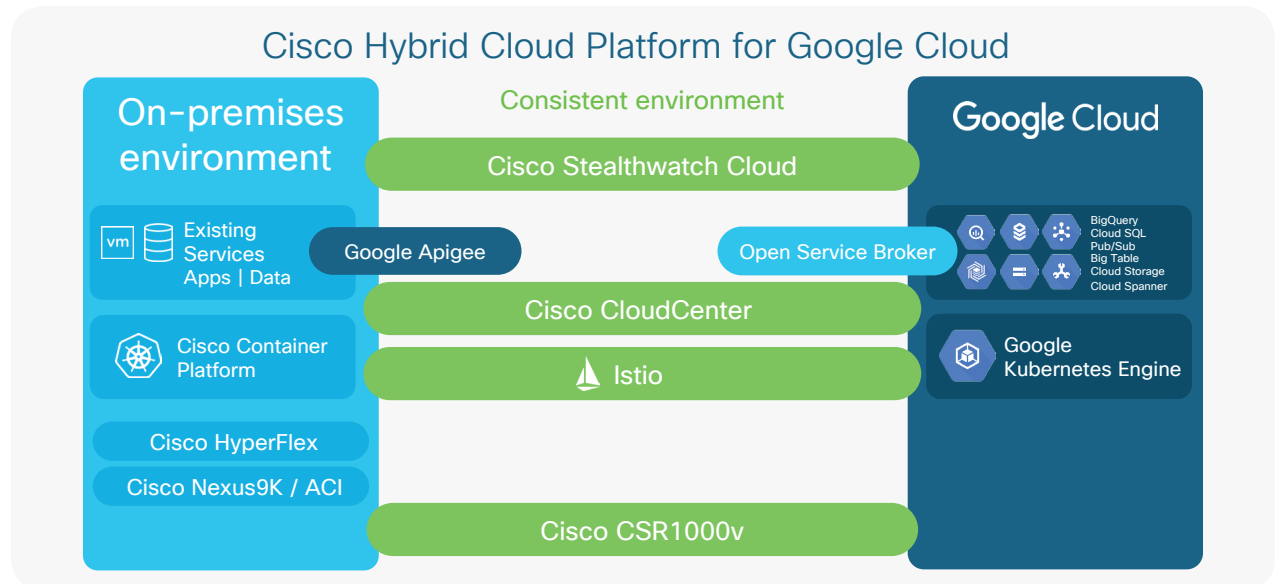 Cisco Hybrid Cloud Platform for Google Cloud
On-premises
environment
Consistent environment
Google Cloud
Cisco Stealthwatch Cloud
vm
Existing
Services
Apps | Data
Google Apigee
Open Service Broker
BigQuery
Cloud SQL
Pub/Sub
Big Table
Cloud Storage
Cloud Spanner
Cisco CloudCenter
Cisco Container
Platform
Istio
Google
Kubernetes Engine
Cisco HyperFlex
Cisco Nexus9K / ACI
Cisco CSR1000v